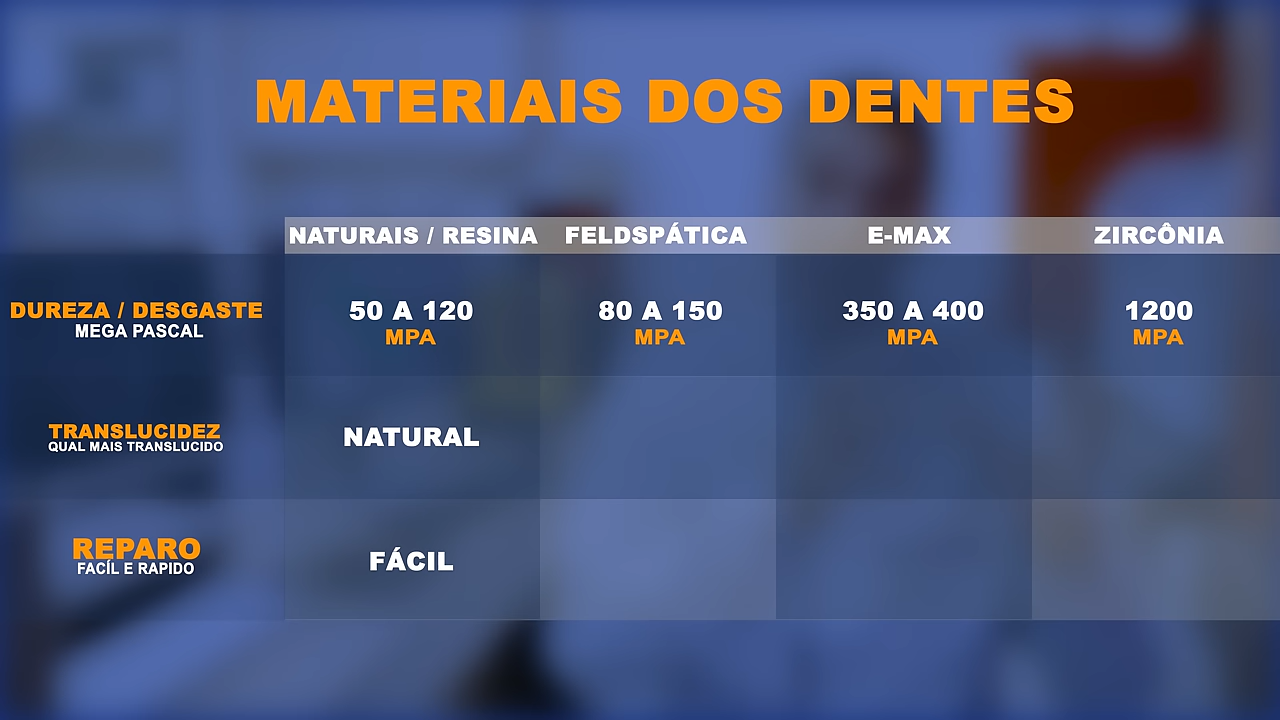 MATERIAIS DOS DENTES
NATURAIS / RESINA FELDSPÁTICA E-MAX ZIRCÔNIA
DUREZA / DESGASTE
MEGA PASCAL
50 A 120
MPA
80 A 150
MPA
350 A 400
MPA
1200
MPA
TRANSLUCIDEZ
QUAL MAIS TRANSLUCIDO
NATURAL
REPARO
FACÍL E RAPIDO
FÁCIL